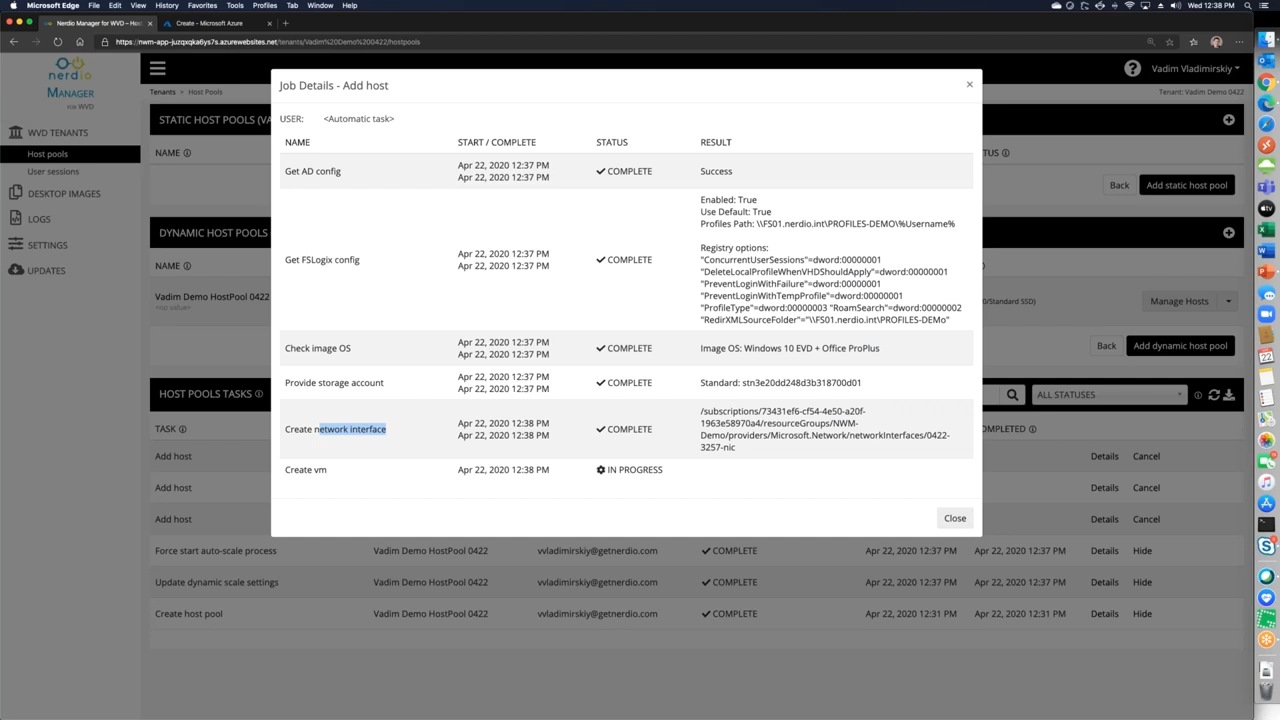 Microsoft Edge File Edit View History Favorites Tools Profiles Tab Window Help
Wed 12:38 PM
Nerdio Manager for WVD – Hos
Create - Microsoft Azure
https://nwm-app-juzqxqka6ys7s.azurewebsites.net/tenants/Vadim%20Demo%200422/hostpools
nerdio
MANAGER
FOR WVD
Vadim Vladimirskiy
Tenants > Host Pools
Tenant: Vadim Demo 0422
WVD TENANTS
Host pools
User sessions
DESKTOP IMAGES
LOGS
SETTINGS
UPDATES
STATIC HOST POOLS (V
NAME
TUS
Back
Add static host pool
DYNAMIC HOST POOLS
NAME
Vadim Demo HostPool 0422
0/Standard SSD)
Manage Hosts
Back
Add dynamic host pool
HOST POOLS TASKS
ALL STATUSES
TASK
OMPLETED
Add host
Details Cancel
Add host
Details Cancel
Add host
Details Cancel
Force start auto-scale process Vadim Demo HostPool 0422 vvladimirskiy@getnerdio.com COMPLETE Apr 22, 2020 12:37 PM Apr 22, 2020 12:37 PM Details Hide
Update dynamic scale settings Vadim Demo HostPool 0422 vvladimirskiy@getnerdio.com COMPLETE Apr 22, 2020 12:37 PM Apr 22, 2020 12:37 PM Details Hide
Create host pool Vadim Demo HostPool 0422 vvladimirskiy@getnerdio.com COMPLETE Apr 22, 2020 12:31 PM Apr 22, 2020 12:31 PM Details Hide
Job Details - Add host
×
USER: <Automatic task>
NAME START / COMPLETE STATUS RESULT
Get AD config
Apr 22, 2020 12:37 PM
Apr 22, 2020 12:37 PM
COMPLETE
Success
Get FSLogix config
Apr 22, 2020 12:37 PM
Apr 22, 2020 12:37 PM
COMPLETE
Enabled: True
Use Default: True
Profiles Path: \\FS01.nerdio.int\PROFILES-DEMO\%Username%
Registry options:
"ConcurrentUserSessions"=dword:00000001
"DeleteLocalProfileWhenVHDShouldApply"=dword:00000001
"PreventLoginWithFailure"=dword:00000001
"PreventLoginWithTempProfile"=dword:00000001
"ProfileType"=dword:00000003 "RoamSearch"=dword:00000002
"RedirXMLSourceFolder"="\\FS01.nerdio.int\PROFILES-DEMo"
Check image OS
Apr 22, 2020 12:37 PM
Apr 22, 2020 12:37 PM
COMPLETE
Image OS: Windows 10 EVD + Office ProPlus
Provide storage account
Apr 22, 2020 12:37 PM
Apr 22, 2020 12:37 PM
COMPLETE
Standard: stn3e20dd248d3b318700d01
Create network interface
Apr 22, 2020 12:38 PM
Apr 22, 2020 12:38 PM
COMPLETE
/subscriptions/73431ef6-cf54-4e50-a20f-
1963e58970a4/resourceGroups/NWM-
Demo/providers/Microsoft.Network/networkInterfaces/0422-
3257-nic
Create vm
Apr 22, 2020 12:38 PM
IN PROGRESS
Close